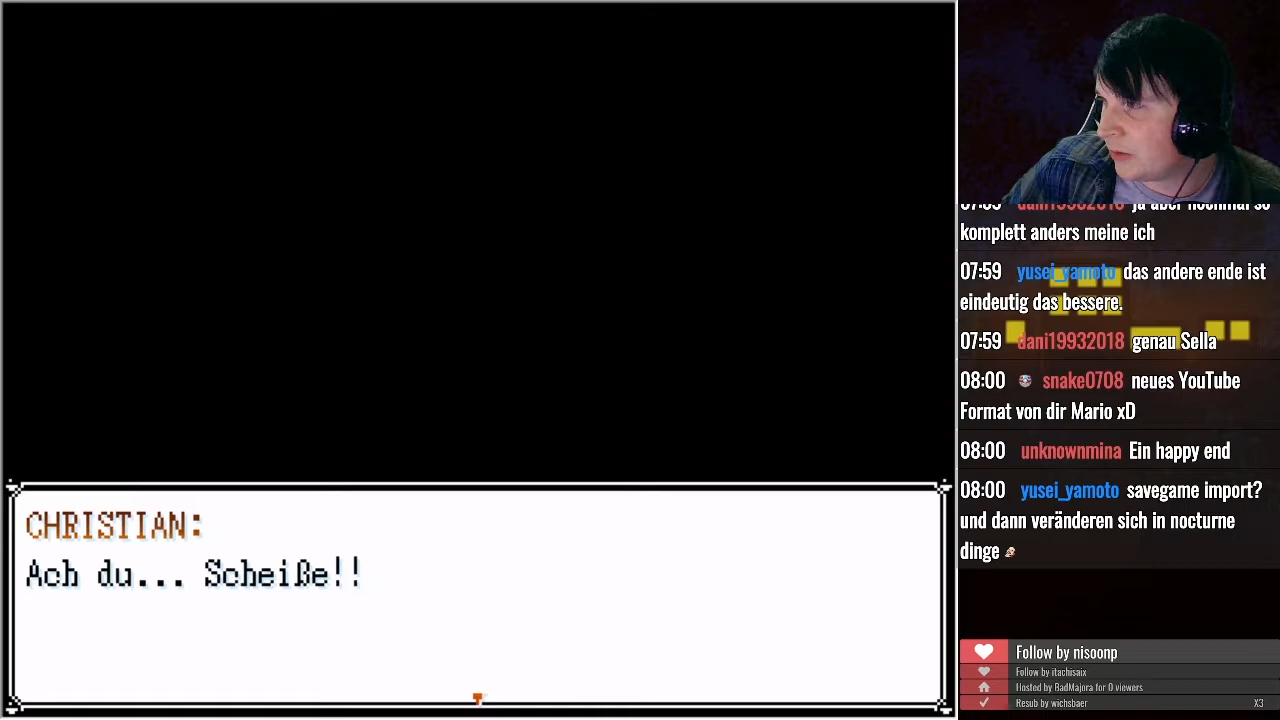 CHRISTIAN:
Ach du... Scheiße!!
komplett anders meine ich
07:59 yusei_yamoto das andere ende ist
eindeutig das bessere.
07:59 dani19932018 genau Sella
08:00 snake0708 neues YouTube
Format von dir Mario xD
08:00 unknownmina Ein happy end
08:00 yusei_yamoto savegame import?
und dann veränderen sich in nocturne
dinge
Follow by nisoonp
Follow by itachisaix
Hosted by BadMajora for 0 viewers
Resub by wichsbaer X3